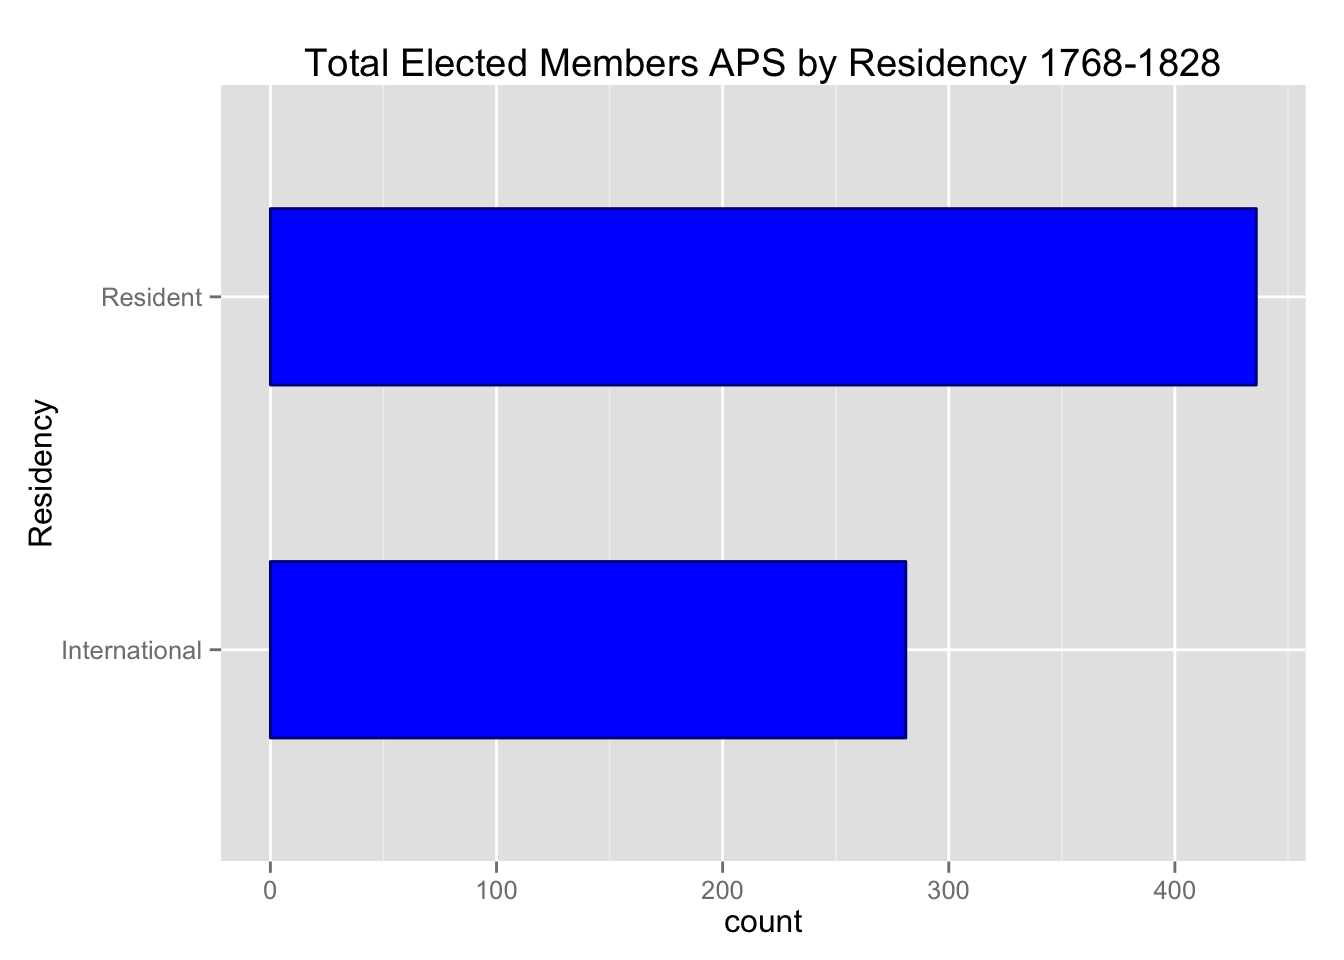 Total Elected Members APS by Residency 1768-1828
Residency
Resident
International
0 100 200 300 400
count